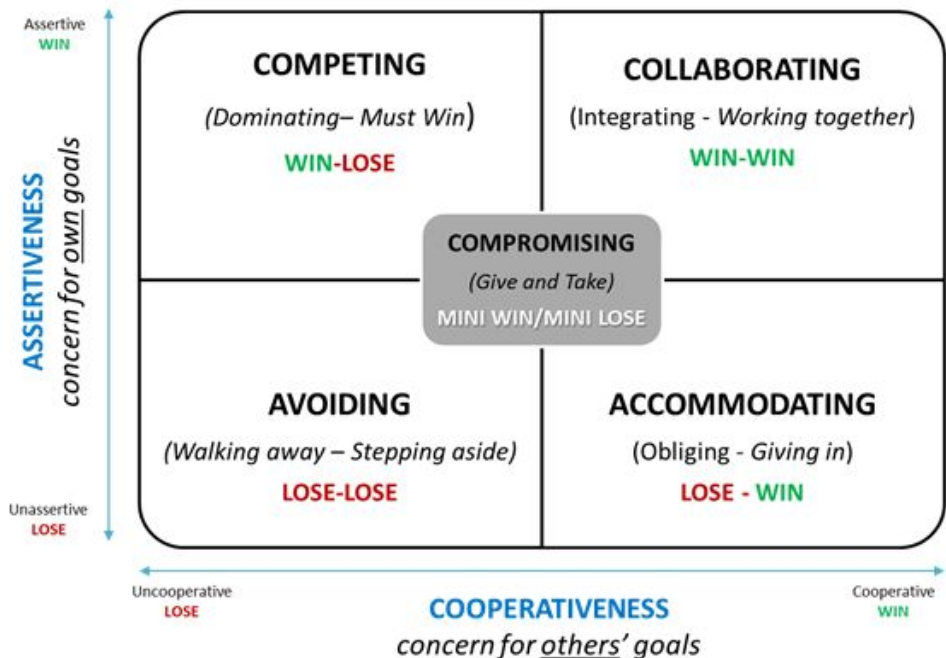 Assertive
WIN
COMPETING
(Dominating– Must Win)
WIN-LOSE
COLLABORATING
(Integrating - Working together)
WIN-WIN
ASSERTIVENESS
concern for own goals
COMPROMISING
(Give and Take)
MINI WIN/MINI LOSE
AVOIDING
(Walking away – Stepping aside)
LOSE-LOSE
ACCOMMODATING
(Obliging - Giving in)
LOSE - WIN
Unassertive
LOSE
Uncooperative
LOSE
COOPERATIVENESS
concern for others' goals
Cooperative
WIN